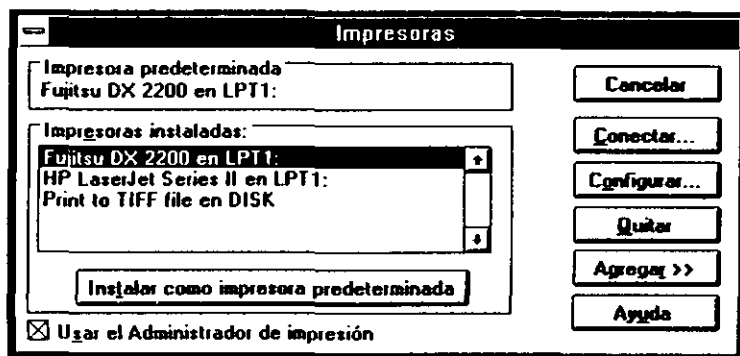 Impresoras
Impresora predeterminada
Fujitsu DX 2200 en LPT1:
Impresoras instaladas:
Fujitsu DX 2200 en LPT1:
HP LaserJet Series II en LPT1:
Print to TIFF file en DISK
Instalar como impresora predeterminada
Usar el Administrador de impresión
Cancelar
Conectar...
Configurar...
Quitar
Agregar >>
Ayuda